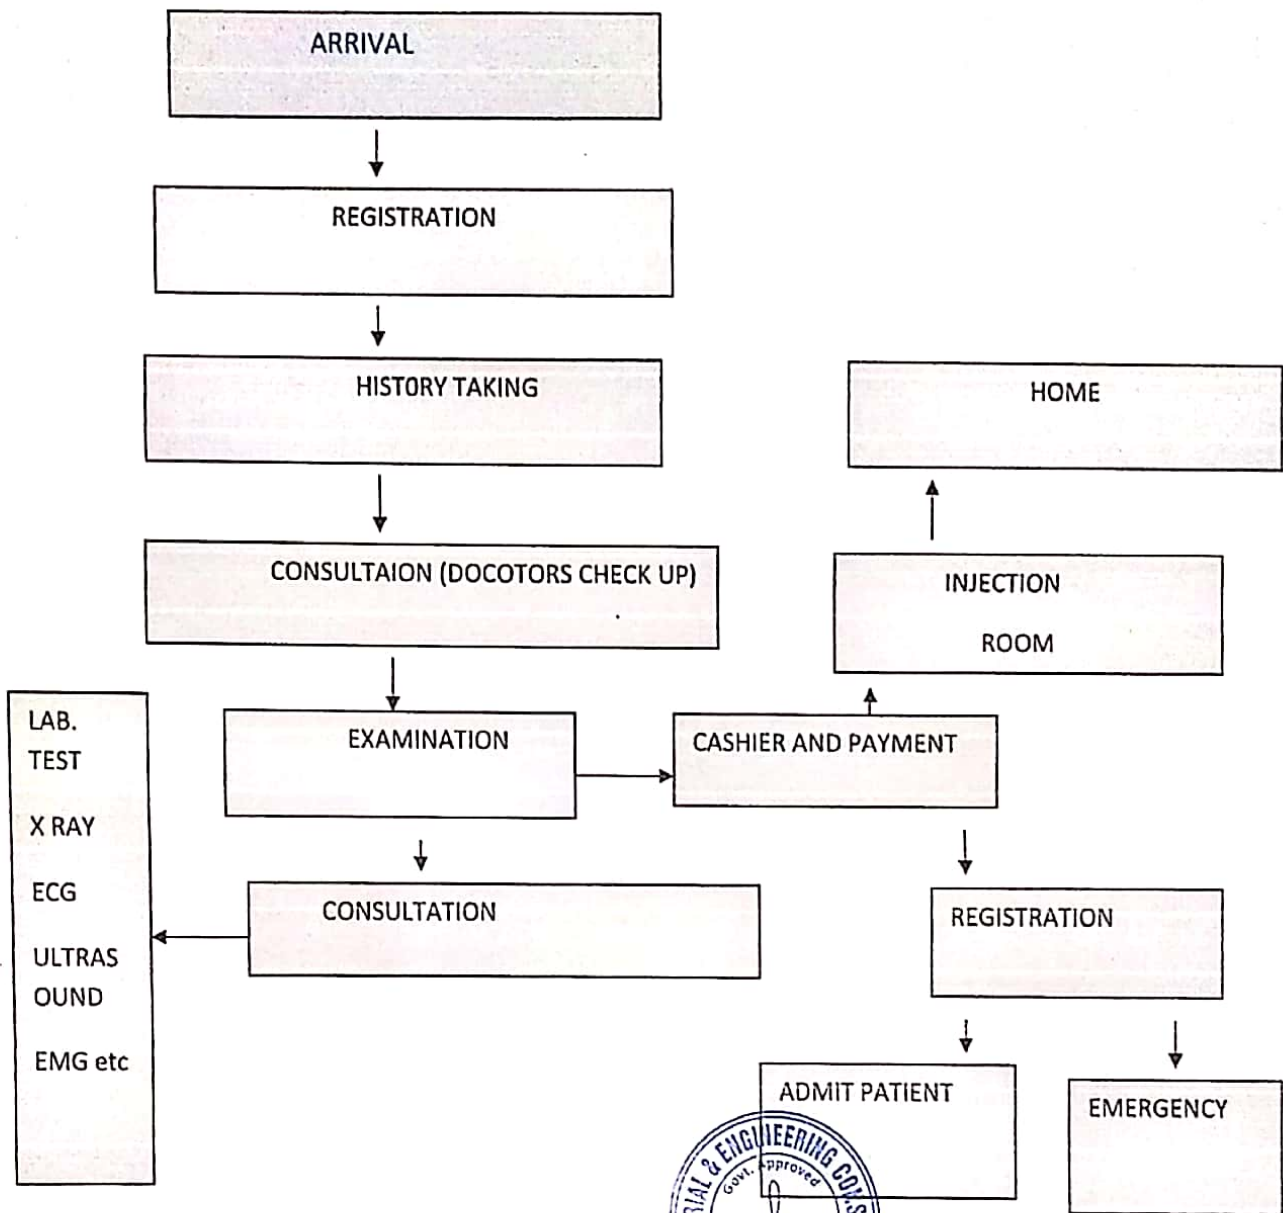 ARRIVAL
REGISTRATION
HISTORY TAKING
HOME
CONSULTAION (DOCOTORS CHECK UP)
INJECTION
ROOM
LAB.
TEST
X RAY
ECG
ULTRAS
OUND
EMG etc
EXAMINATION
CASHIER AND PAYMENT
CONSULTATION
REGISTRATION
ADMIT PATIENT
EMERGENCY
& ENGINEERING
Govt. Approved